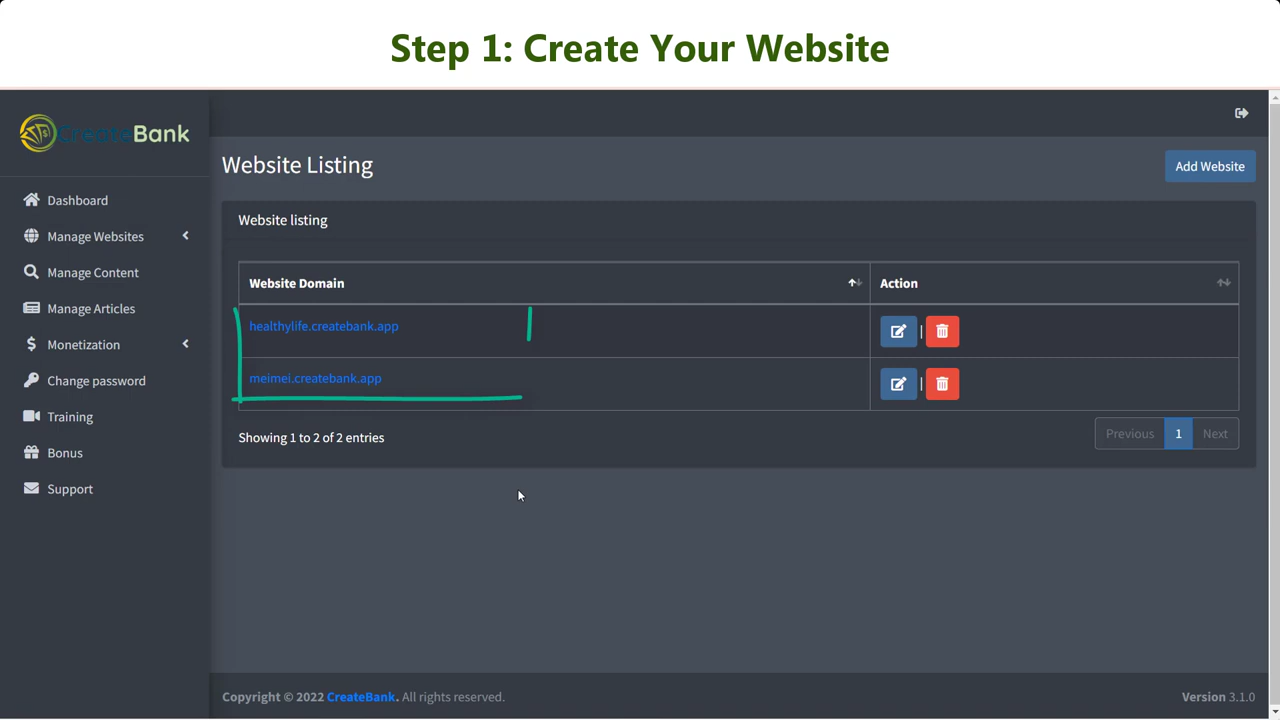 Step 1: Create Your Website
CreateBank
Dashboard
Manage Websites
Manage Content
Manage Articles
Monetization
Change password
Training
Bonus
Support
Website Listing
Add Website
Website listing
Website Domain
Action
healthylife.createbank.app
|
meimei.createbank.app
|
Showing 1 to 2 of 2 entries
Previous 1 Next
Copyright © 2022 CreateBank. All rights reserved.
Version 3.1.0